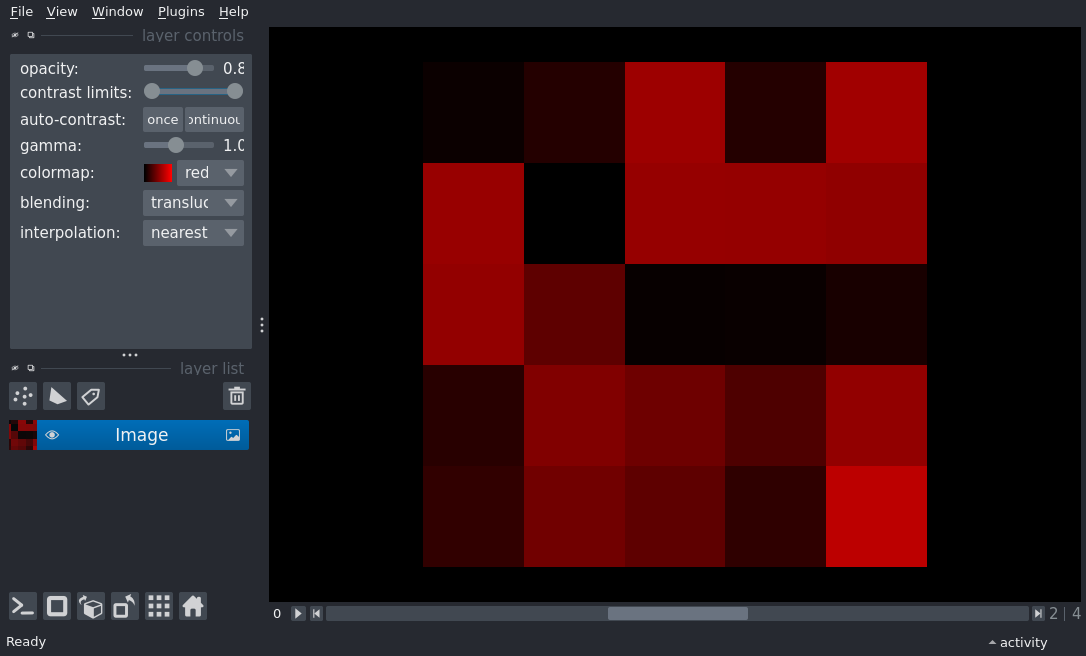 File View Window Plugins Help
layer controls
opacity: 0.8
contrast limits:
auto-contrast: once ontinuou
gamma: 1.0
colormap: red
blending: transluc
interpolation: nearest
layer list
Image
0 2 | 4
Ready activity